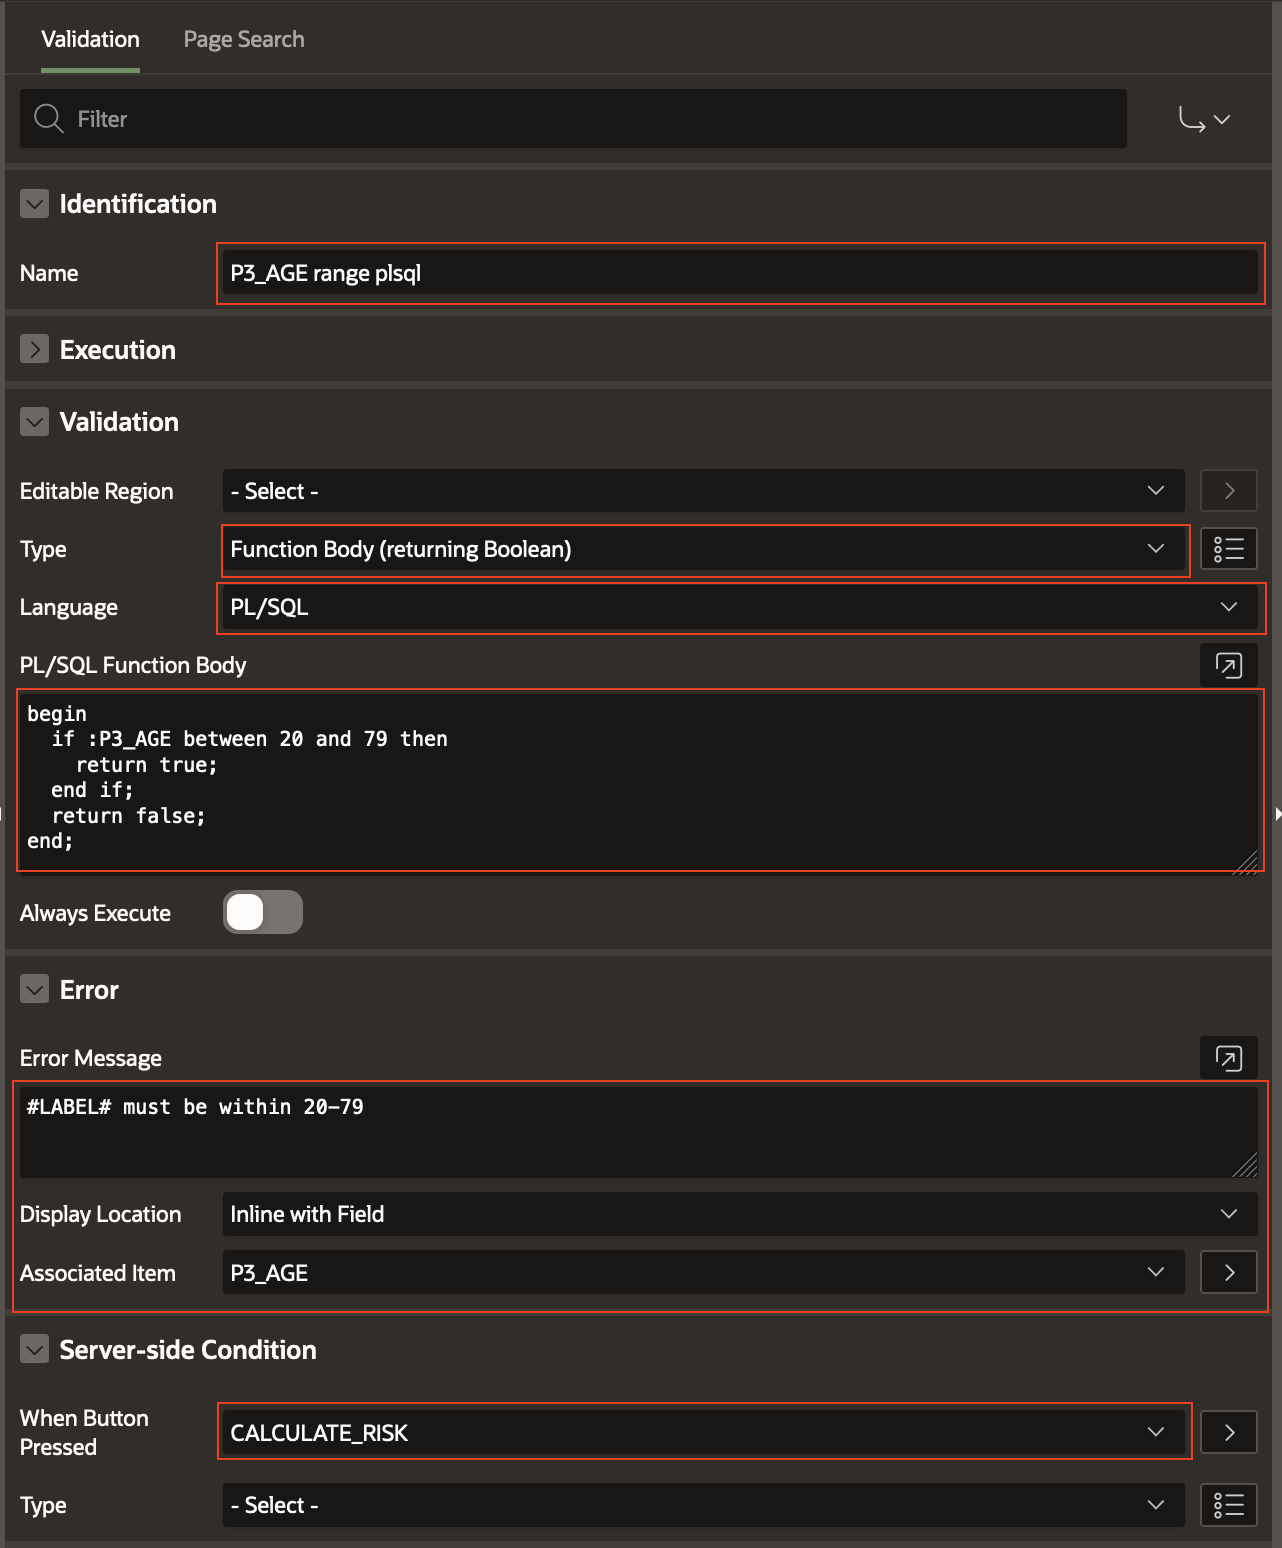 Validation Page Search
Filter
Identification
Name P3_AGE range plsql
Execution
Validation
Editable Region - Select -
Type Function Body (returning Boolean)
Language PL/SQL
PL/SQL Function Body
begin
  if :P3_AGE between 20 and 79 then
    return true;
  end if;
  return false;
end;
Always Execute
Error
Error Message
#LABEL# must be within 20-79
Display Location Inline with Field
Associated Item P3_AGE
Server-side Condition
When Button
Pressed CALCULATE_RISK
Type - Select -